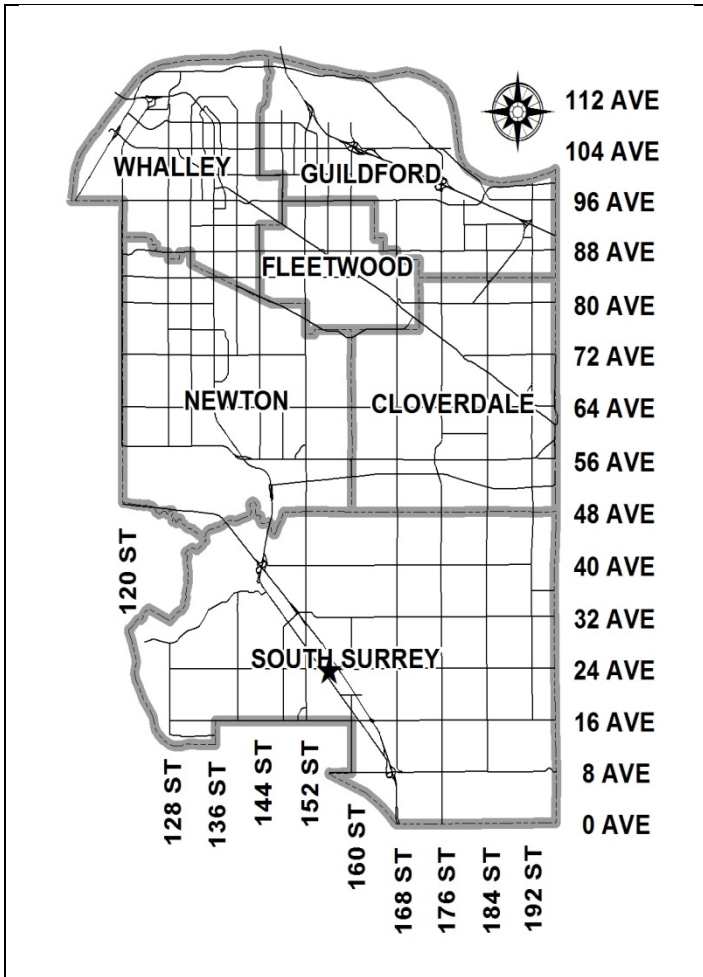 112 AVE
104 AVE
WHALLEY
GUILDFORD
96 AVE
88 AVE
FLEETWOOD
80 AVE
72 AVE
NEWTON
CLOVERDALE
64 AVE
56 AVE
48 AVE
120 ST
40 AVE
32 AVE
SOUTH SURREY
24 AVE
16 AVE
8 AVE
0 AVE
128 ST
136 ST
144 ST
152 ST
160 ST
168 ST
176 ST
184 ST
192 ST